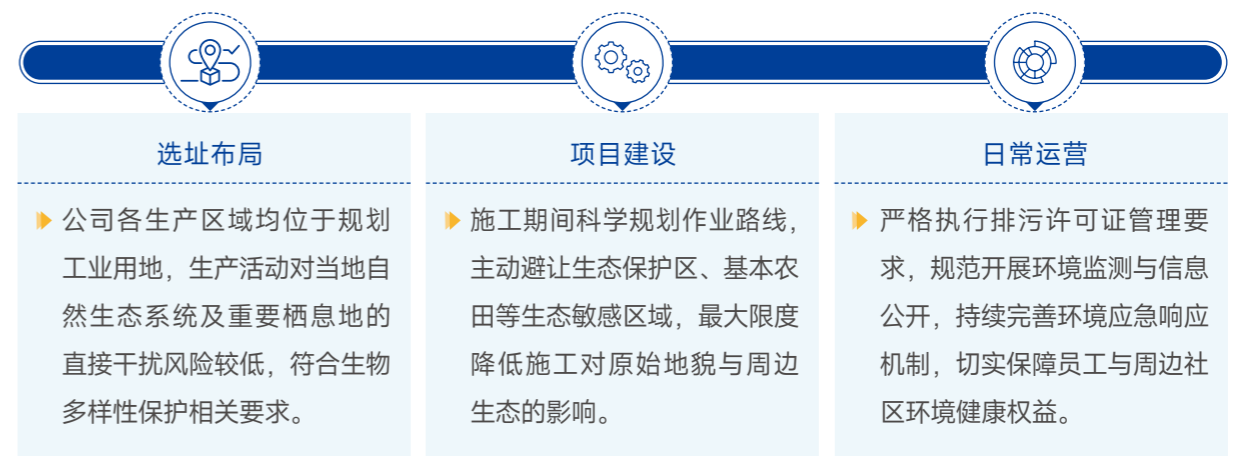 选址布局
公司各生产区域均位于规划
工业用地，生产活动对当地自
然生态系统及重要栖息地的
直接干扰风险较低，符合生物
多样性保护相关要求。
项目建设
施工期间科学规划作业路线，
主动避让生态保护区、基本农
田等生态敏感区域，最大限度
降低施工对原始地貌与周边
生态的影响。
日常运营
严格执行排污许可证管理要
求，规范开展环境监测与信息
公开，持续完善环境应急响应
机制，切实保障员工与周边社
区环境健康权益。